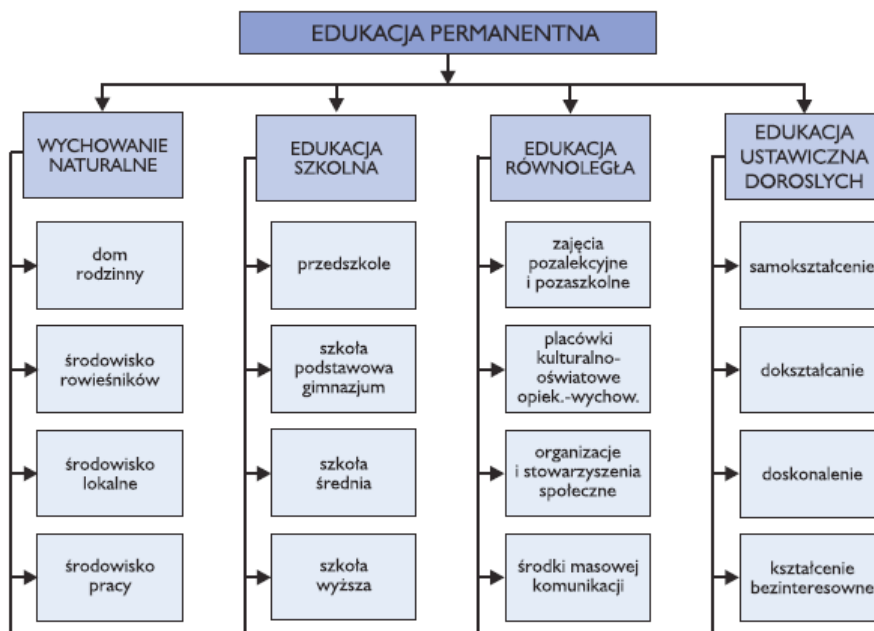 EDUKACJA PERMANENTNA
WYCHOWANIE
NATURALNE
EDUKACJA
SZKOLNA
EDUKACJA
RÓWNOLEGŁA
EDUKACJA
USTAWICZNA
DOROSLYCH
dom
rodzinny
przedszkole
zajęcia
pozalekcyjne
i pozaszkolne
samokształcenie
środowisko
rowieśników
szkoła
podstawowa
gimnazjum
placówki
kulturalno-
oświatowe
opiek.-wychow.
dokształcanie
środowisko
lokalne
szkoła
średnia
organizacje
i stowarzyszenia
społeczne
doskonalenie
środowisko
pracy
szkoła
wyższa
środki masowej
komunikacji
kształcenie
bezinteresowne